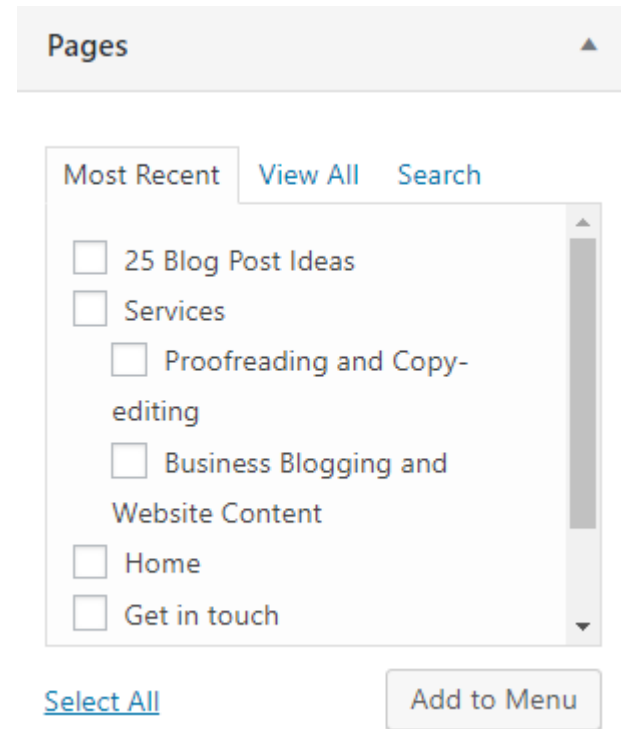 Pages
Most Recent View All Search
25 Blog Post Ideas
Services
Proofreading and Copy-
editing
Business Blogging and
Website Content
Home
Get in touch
Select All Add to Menu